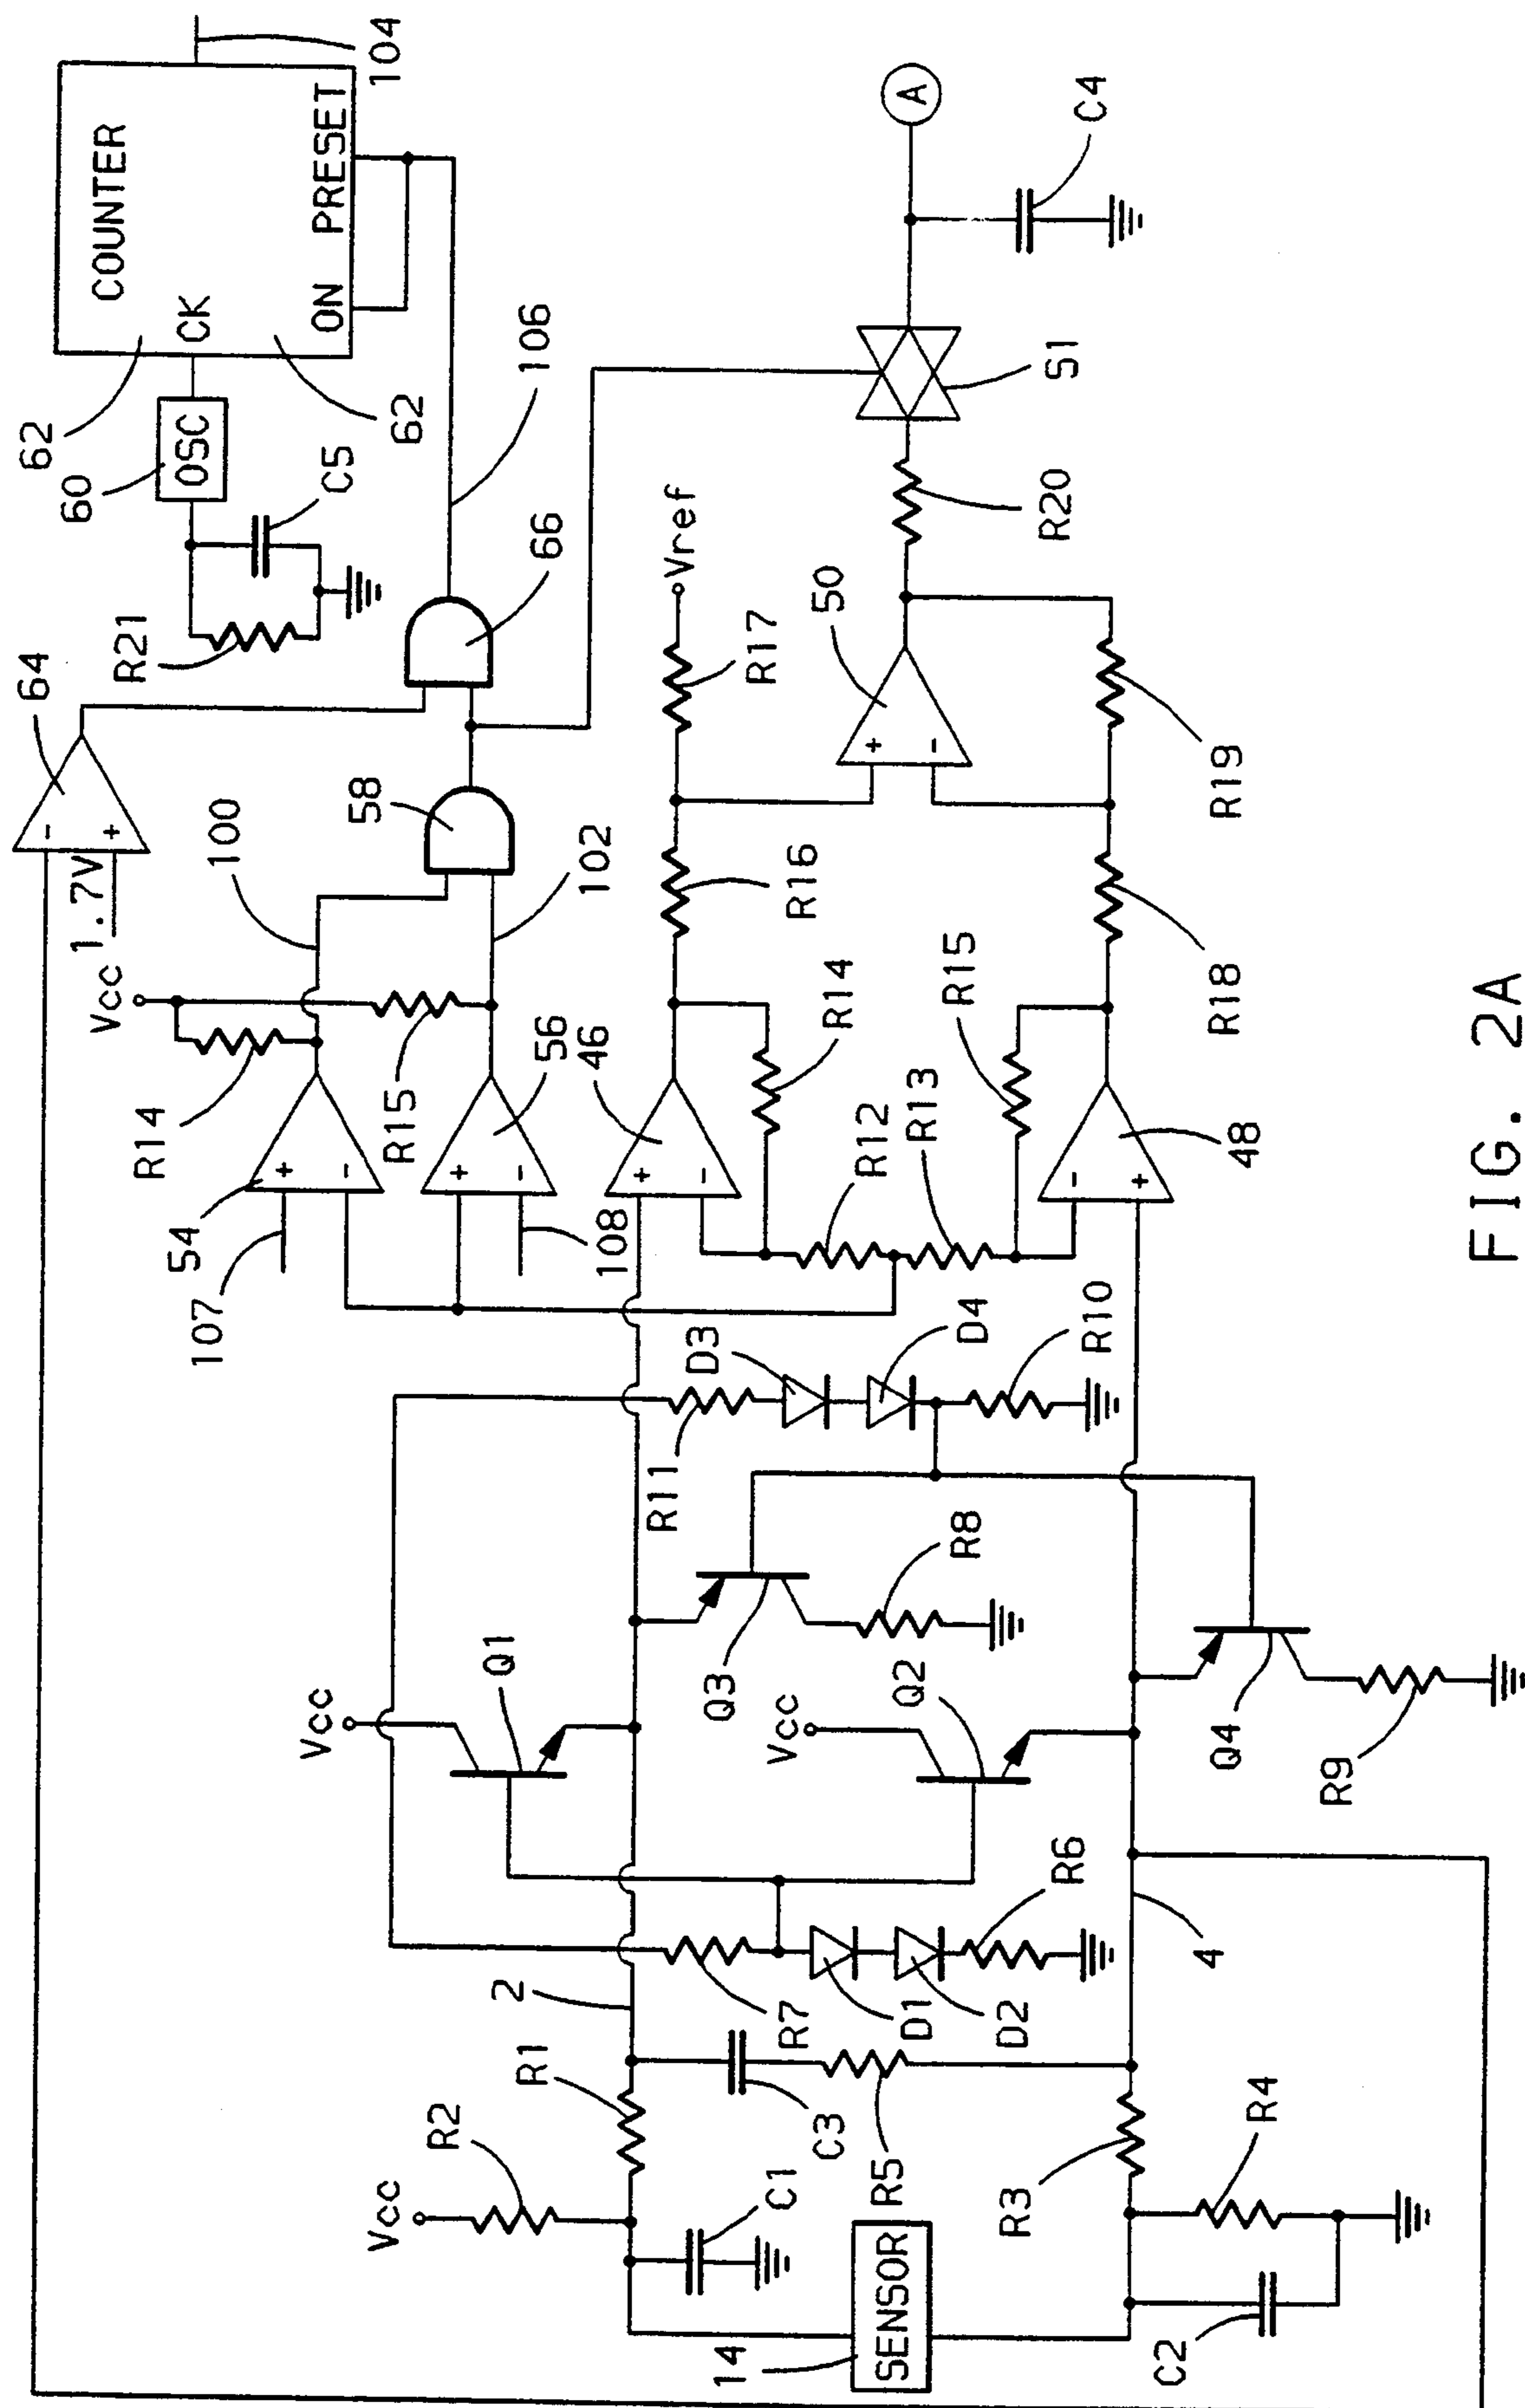 COUNTER
CK
ON
PRESET
104
62
62
60
OSC
C5
R21
106
64
-
+
1.7V
66
100
58
102
Vcc
R14
R15
54
+
-
107
56
+
-
108
Vref
R17
R16
46
+
-
R14
R12
R13
R15
48
-
+
50
+
-
R18
R19
R20
S1
A
C4
D3
D4
R11
R10
Vcc
Q1
Q3
R8
Vcc
Q2
Q4
R9
2
R7
D1
D2
R6
4
R1
R2
Vcc
C1
C3
R5
R3
R4
C2
14
SENSOR
FIG. 2A